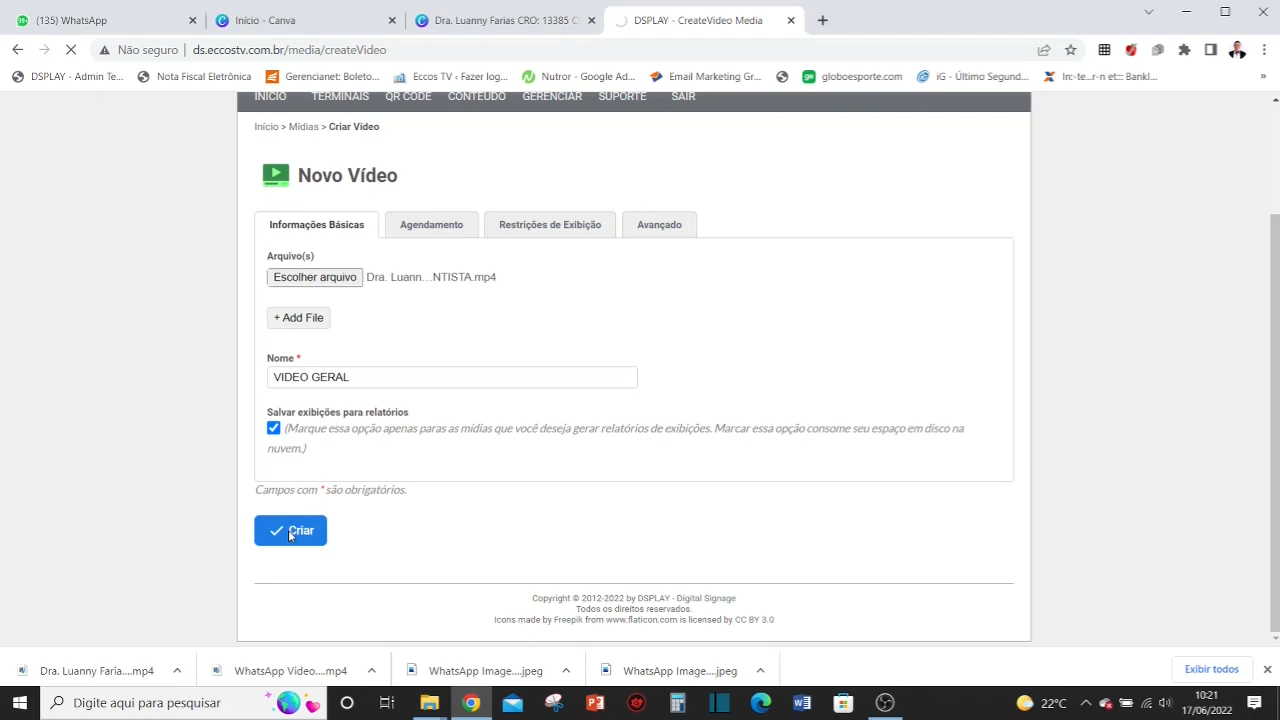 (135) WhatsApp
Início - Canva
Dra. Luanny Farias CRO: 13385 C
DSPLAY - CreateVideo Media
Não seguro | ds.eccostv.com.br/media/createVideo
DSPLAY - Admin Te...
Nota Fiscal Eletrônica
Gerencianet: Boleto...
Eccos TV ‹ Fazer log...
Nutror - Google Ad...
Email Marketing Gr...
globoesporte.com
iG - Último Segund...
In:-te...r-n et::: Bankl...
INÍCIO TERMINAIS QR CODE CONTEÚDO GERENCIAR SUPORTE SAIR
Início > Mídias > Criar Vídeo
Novo Vídeo
Informações Básicas
Agendamento
Restrições de Exibição
Avançado
Arquivo(s)
Escolher arquivo Dra. Luann…NTISTA.mp4
+ Add File
Nome *
VIDEO GERAL
Salvar exibições para relatórios
(Marque essa opção apenas paras as mídias que você deseja gerar relatórios de exibições. Marcar essa opção consome seu espaço em disco na
nuvem.)
Campos com * são obrigatórios.
Criar
Copyright © 2012-2022 by DSPLAY - Digital Signage
Todos os direitos reservados.
Icons made by Freepik from www.flaticon.com is licensed by CC BY 3.0
Dra. Luanny Faria....mp4
WhatsApp Video....mp4
WhatsApp Image....jpeg
WhatsApp Image....jpeg
Exibir todos
Digite aqui para pesquisar
22°C
10:21
17/06/2022